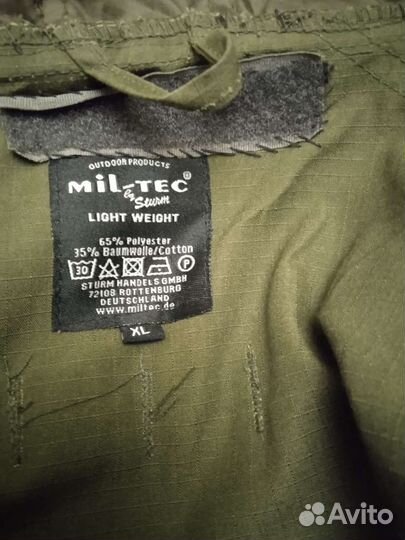 OUTDOOR PRODUCTS
MiL-TEC®
by Sturm
LIGHT WEIGHT
65% Polyester
35% Baumwolle/Cotton
30 P
STURM HANDELS GMBH
72108 ROTTENBURG
DEUTSCHLAND
www.miltec.de
XL
Avito